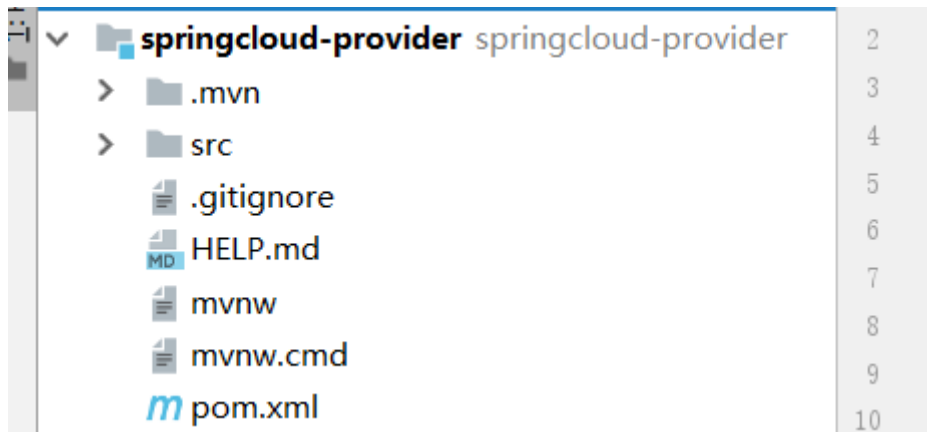 springcloud-provider springcloud-provider
.mvn
src
.gitignore
MD HELP.md
mvnw
mvnw.cmd
m pom.xml
2
3
4
5
6
7
8
9
10